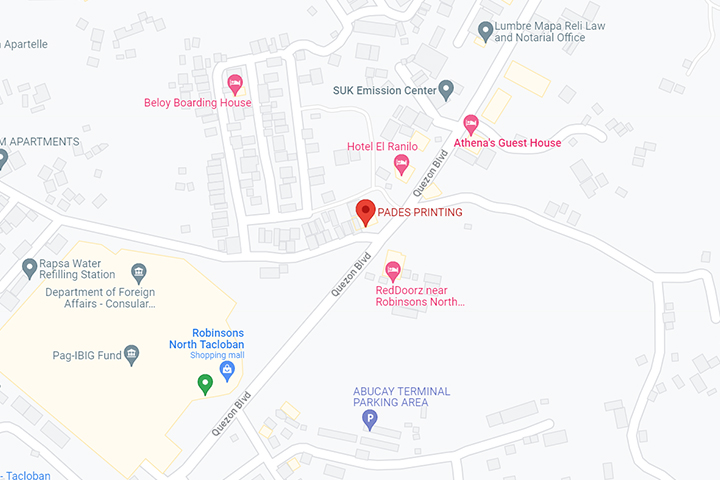 Lumbre Mapa Reli Law
and Notarial Office
Apartelle
SUK Emission Center
Beloy Boarding House
Athena's Guest House
M APARTMENTS
Hotel El Ranilo
Quezon Blvd
PADES PRINTING
Rapsa Water
Refilling Station
Department of Foreign
Affairs - Consular...
Quezon Blvd
RedDoorz near
Robinsons North...
Robinsons
North Tacloban
Shopping mall
Pag-IBIG Fund
ABUCAY TERMINAL
PARKING AREA
P
Quezon Blvd
- Tacloban